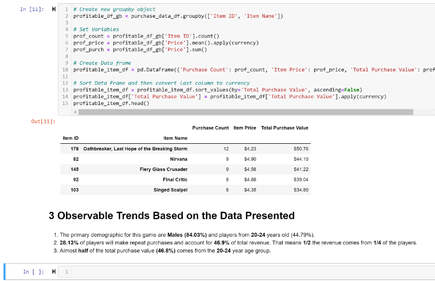 In [11]:
1 # Create new groupby object
2 profitable_df_gb = purchase_data_df.groupby(['Item ID', 'Item Name'])
3
4 # Set Variables
5 prof_count = profitable_df_gb['Item ID'].count()
6 prof_price = profitable_df_gb['Price'].mean().apply(currency)
7 prof_purch = profitable_df_gb['Price'].sum()
8
9 # Create Data frame
10 profitable_item_df = pd.DataFrame({'Purchase Count': prof_count, 'Item Price': prof_price, 'Total Purchase Value': prof
11
12 # Sort Data Frame and then convert last column to currency
13 profitable_item_df = profitable_item_df.sort_values(by='Total Purchase Value', ascending=False)
14 profitable_item_df['Total Purchase Value'] = profitable_item_df['Total Purchase Value'].apply(currency)
15 profitable_item_df.head()
Out[11]:
Purchase Count Item Price Total Purchase Value
Item ID Item Name
178 Oathbreaker, Last Hope of the Breaking Storm 12 $4.23 $50.76
82 Nirvana 9 $4.90 $44.10
145 Fiery Glass Crusader 9 $4.58 $41.22
92 Final Critic 8 $4.88 $39.04
103 Singed Scalpel 8 $4.35 $34.80
3 Observable Trends Based on the Data Presented
1. The primary demographic for this game are Males (84.03%) and players from 20-24 years old (44.79%).
2. 28.13% of players will make repeat purchases and account for 46.9% of total revenue. That means 1/2 the revenue comes from 1/4 of the players.
3. Almost half of the total purchase value (46.8%) comes from the 20-24 year age group.
In [ ]:
1